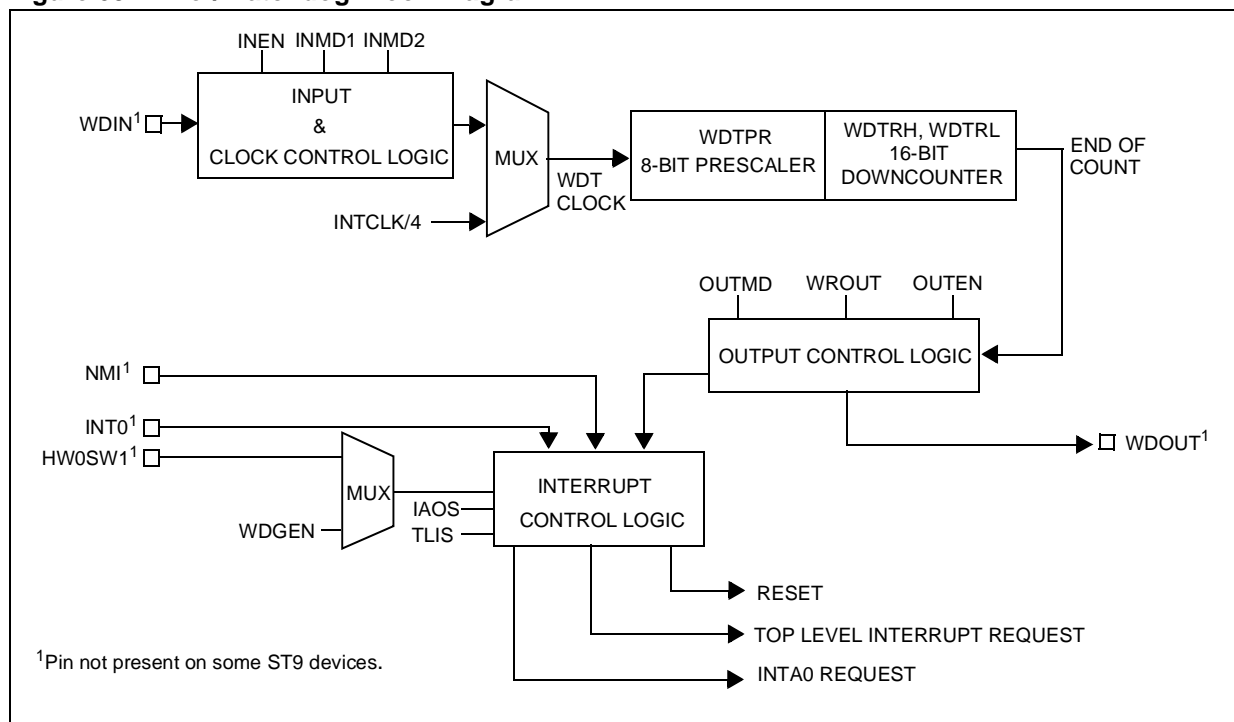 INEN INMD1 INMD2
INPUT
&
CLOCK CONTROL LOGIC
WDIN¹
MUX
WDT
CLOCK
INTCLK/4
WDTPR
8-BIT PRESCALER
WDTRH, WDTRL
16-BIT
DOWNCOUNTER
END OF
COUNT
OUTMD WROUT OUTEN
OUTPUT CONTROL LOGIC
NMI¹
INT0¹
HW0SW1¹
WDOUT¹
MUX
WDGEN
IAOS
TLIS
INTERRUPT
CONTROL LOGIC
RESET
TOP LEVEL INTERRUPT REQUEST
INTA0 REQUEST
¹Pin not present on some ST9 devices.